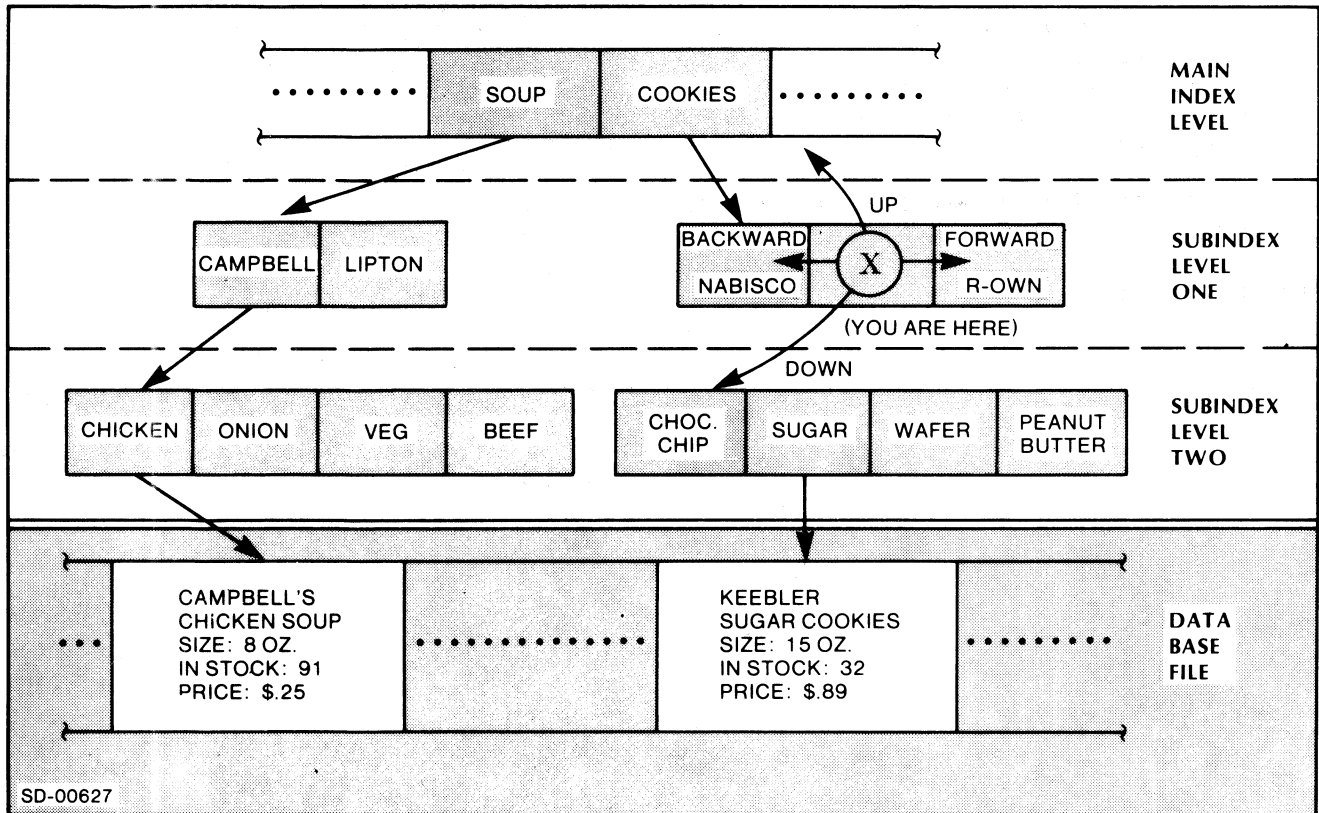 SOUP COOKIES
MAIN
INDEX
LEVEL
UP
BACKWARD FORWARD
CAMPBELL LIPTON
X
NABISCO R-OWN
SUBINDEX
LEVEL
ONE
(YOU ARE HERE)
DOWN
CHICKEN ONION VEG BEEF
CHOC.
CHIP
SUGAR WAFER
PEANUT
BUTTER
SUBINDEX
LEVEL
TWO
CAMPBELL'S
CHICKEN SOUP
SIZE: 8 OZ.
IN STOCK: 91
PRICE: $.25
KEEBLER
SUGAR COOKIES
SIZE: 15 OZ.
IN STOCK: 32
PRICE: $.89
DATA
BASE
FILE
SD-00627